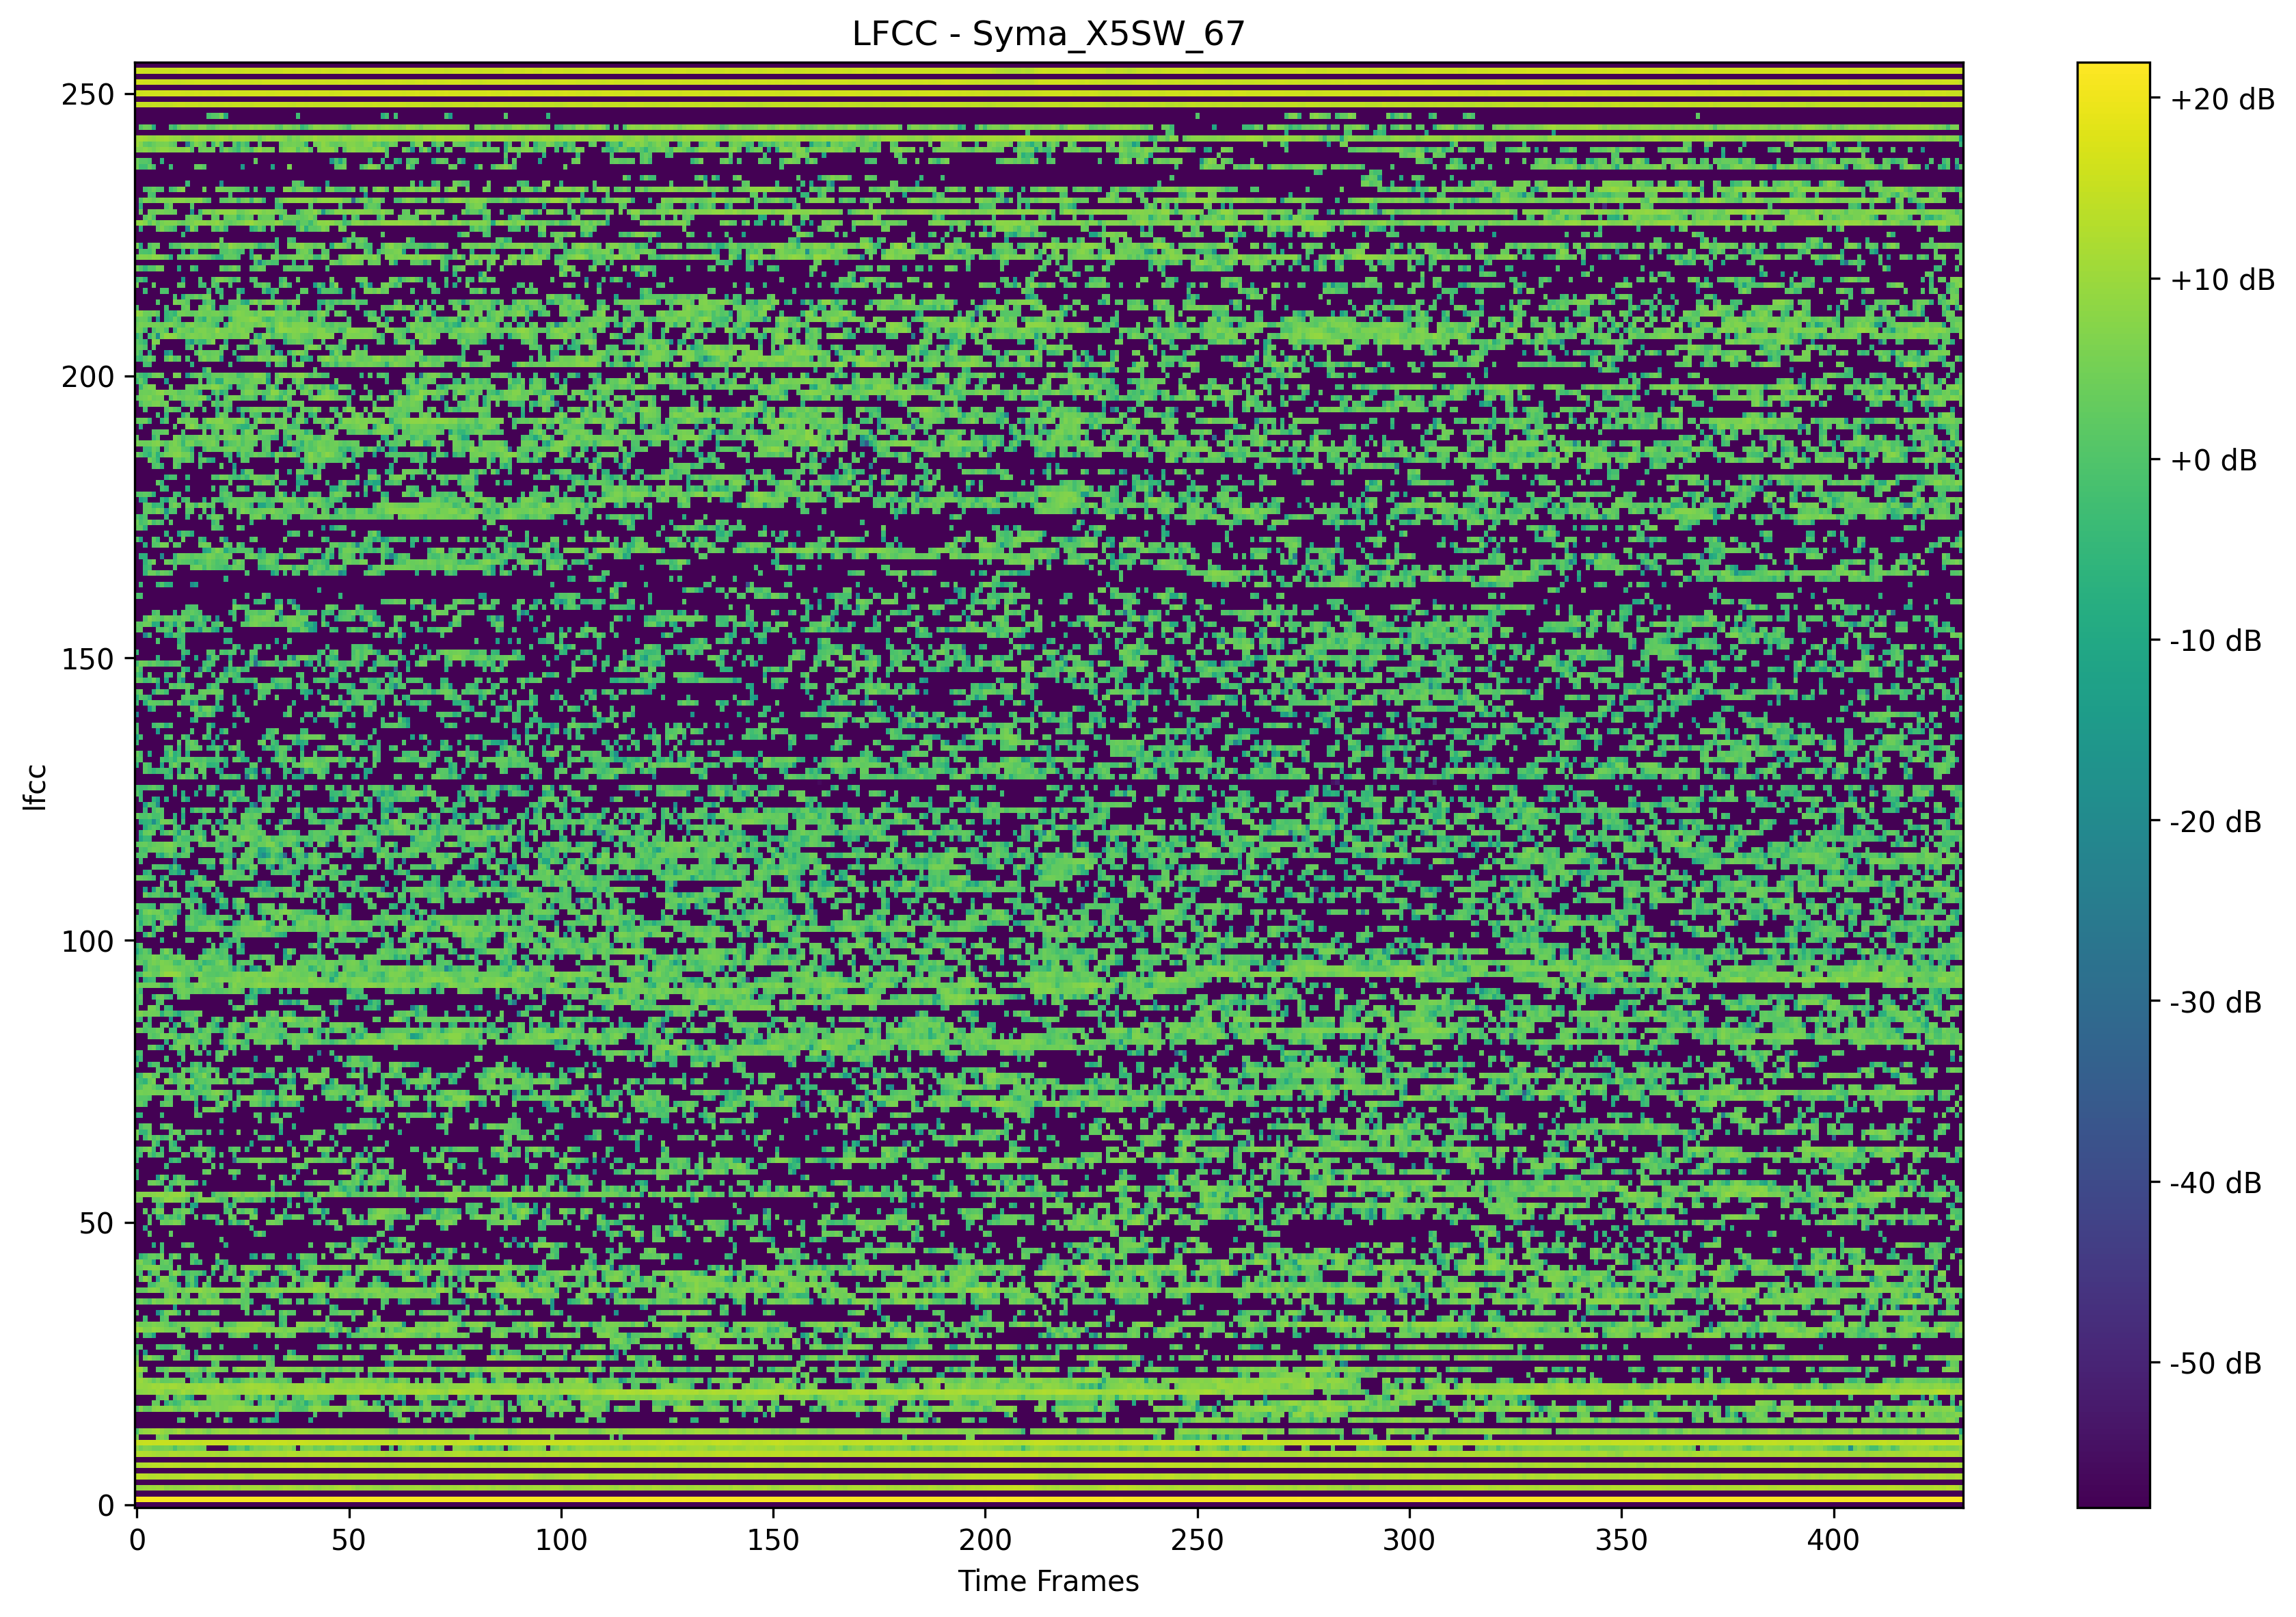 LFCC - Syma_X5SW_67
250
200
150
100
50
0
lfcc
0 50 100 150 200 250 300 350 400
Time Frames
+20 dB
+10 dB
+0 dB
-10 dB
-20 dB
-30 dB
-40 dB
-50 dB